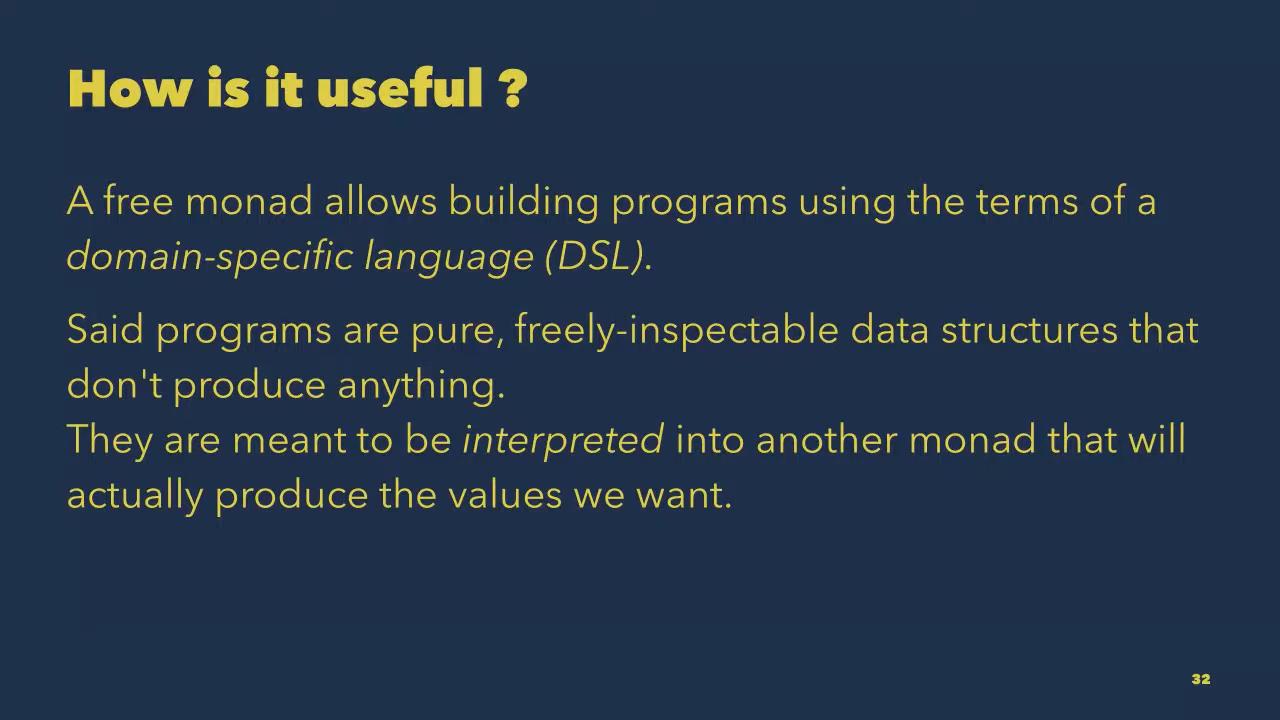 How is it useful ?
A free monad allows building programs using the terms of a
domain-specific language (DSL).
Said programs are pure, freely-inspectable data structures that
don't produce anything.
They are meant to be interpreted into another monad that will
actually produce the values we want.
32